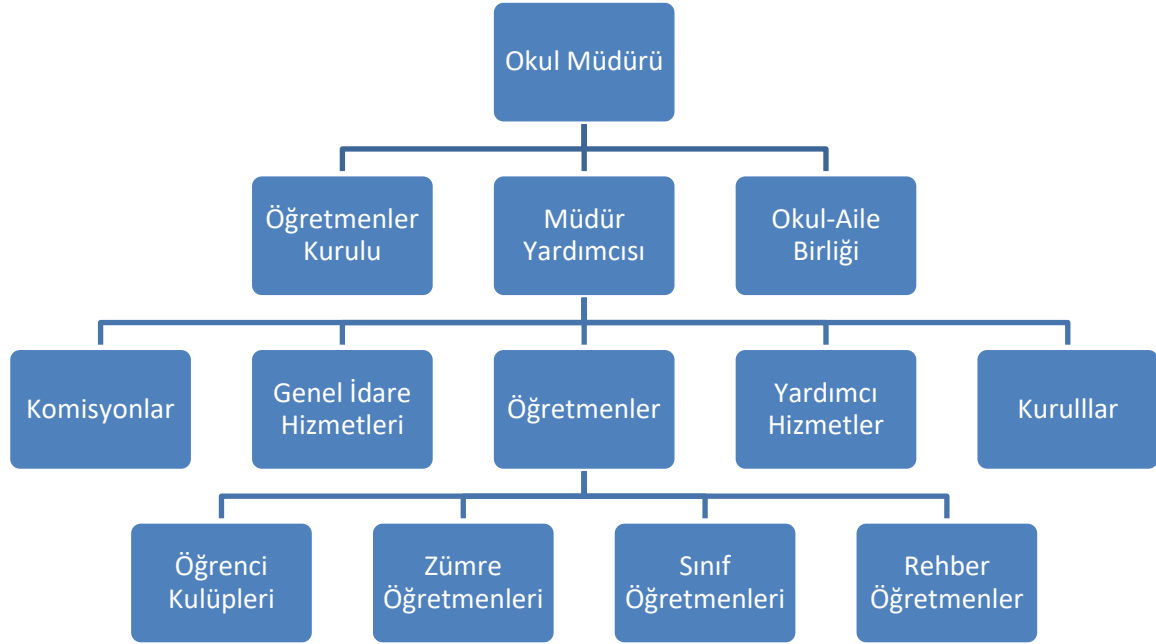 Okul Müdürü
Öğretmenler
Kurulu
Müdür
Yardımcısı
Okul-Aile
Birliği
Komisyonlar
Genel İdare
Hizmetleri
Öğretmenler
Yardımcı
Hizmetler
Kurulllar
Öğrenci
Kulüpleri
Zümre
Öğretmenleri
Sınıf
Öğretmenleri
Rehber
Öğretmenler